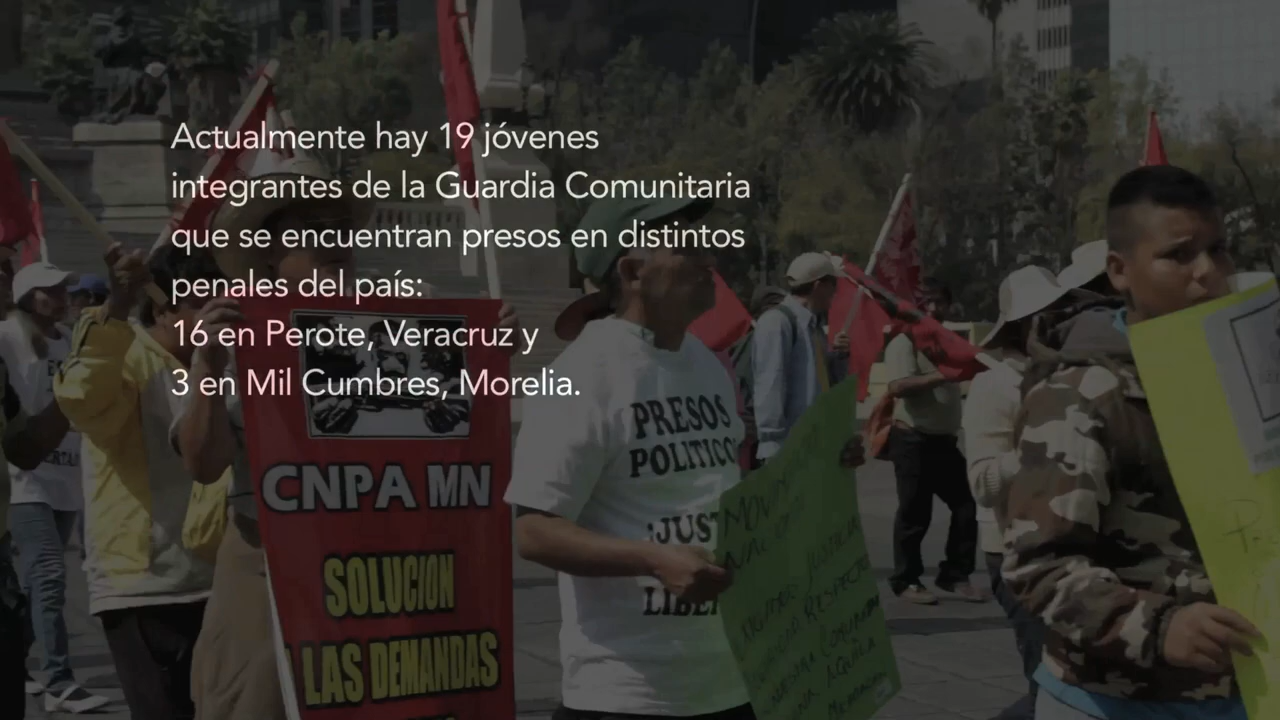 Actualmente hay 19 jóvenes
integrantes de la Guardia Comunitaria
que se encuentran presos en distintos
penales del país:
16 en Perote, Veracruz y
3 en Mil Cumbres, Morelia.
CNPA MN
SOLUCION
LAS DEMANDAS
PRESOS
POLITICO
¡JUST
LIBE